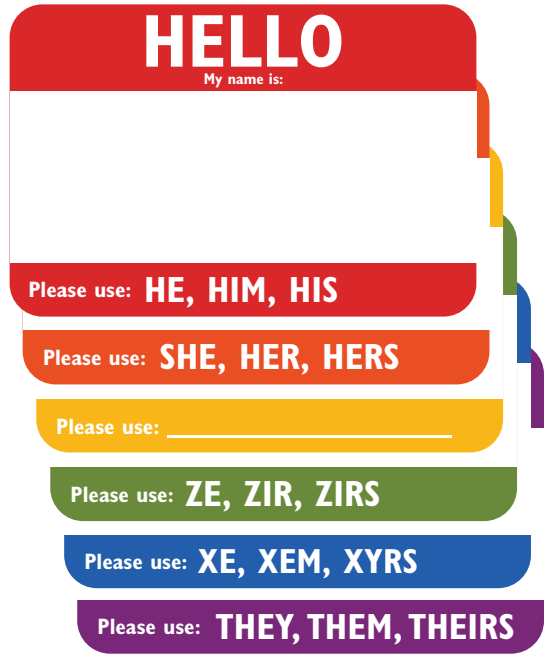 HELLO
My name is:
Please use: HE, HIM, HIS
Please use: SHE, HER, HERS
Please use:
Please use: ZE, ZIR, ZIRS
Please use: XE, XEM, XYRS
Please use: THEY, THEM, THEIRS